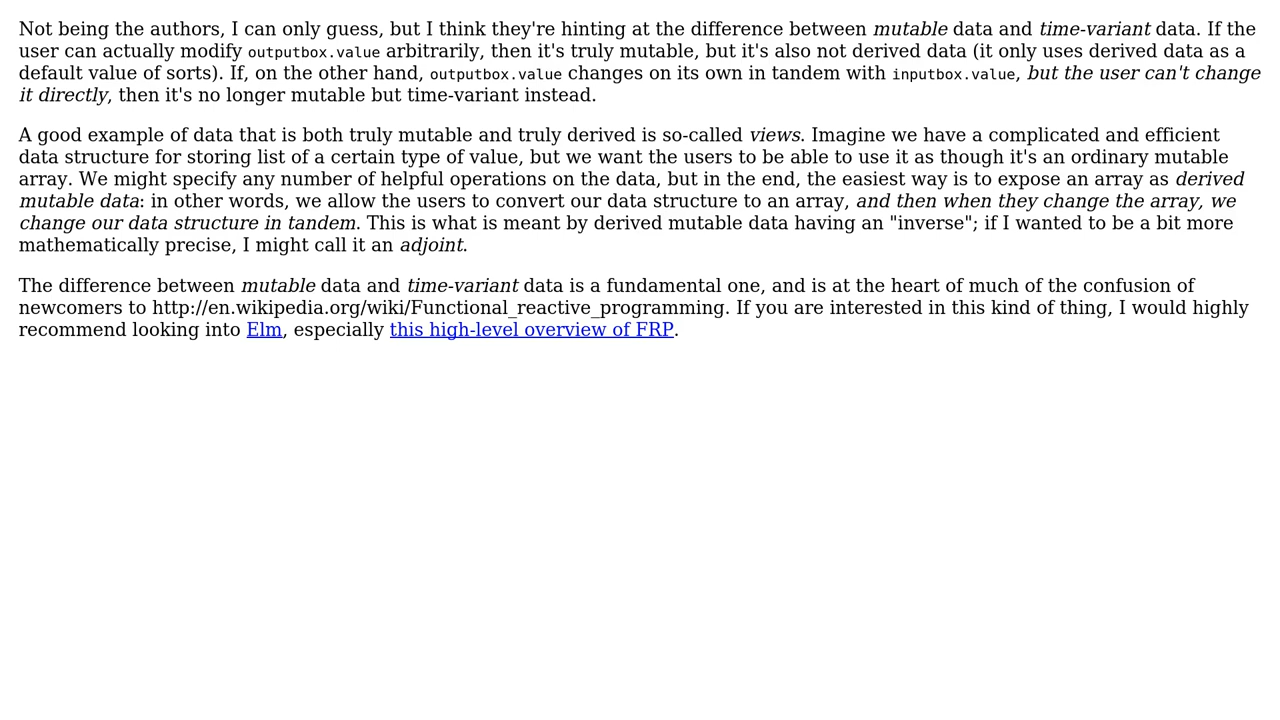 Not being the authors, I can only guess, but I think they're hinting at the difference between mutable data and time-variant data. If the
user can actually modify outputbox.value arbitrarily, then it's truly mutable, but it's also not derived data (it only uses derived data as a
default value of sorts). If, on the other hand, outputbox.value changes on its own in tandem with inputbox.value, but the user can't change
it directly, then it's no longer mutable but time-variant instead.
A good example of data that is both truly mutable and truly derived is so-called views. Imagine we have a complicated and efficient
data structure for storing list of a certain type of value, but we want the users to be able to use it as though it's an ordinary mutable
array. We might specify any number of helpful operations on the data, but in the end, the easiest way is to expose an array as derived
mutable data: in other words, we allow the users to convert our data structure to an array, and then when they change the array, we
change our data structure in tandem. This is what is meant by derived mutable data having an "inverse"; if I wanted to be a bit more
mathematically precise, I might call it an adjoint.
The difference between mutable data and time-variant data is a fundamental one, and is at the heart of much of the confusion of
newcomers to http://en.wikipedia.org/wiki/Functional_reactive_programming. If you are interested in this kind of thing, I would highly
recommend looking into Elm, especially this high-level overview of FRP.